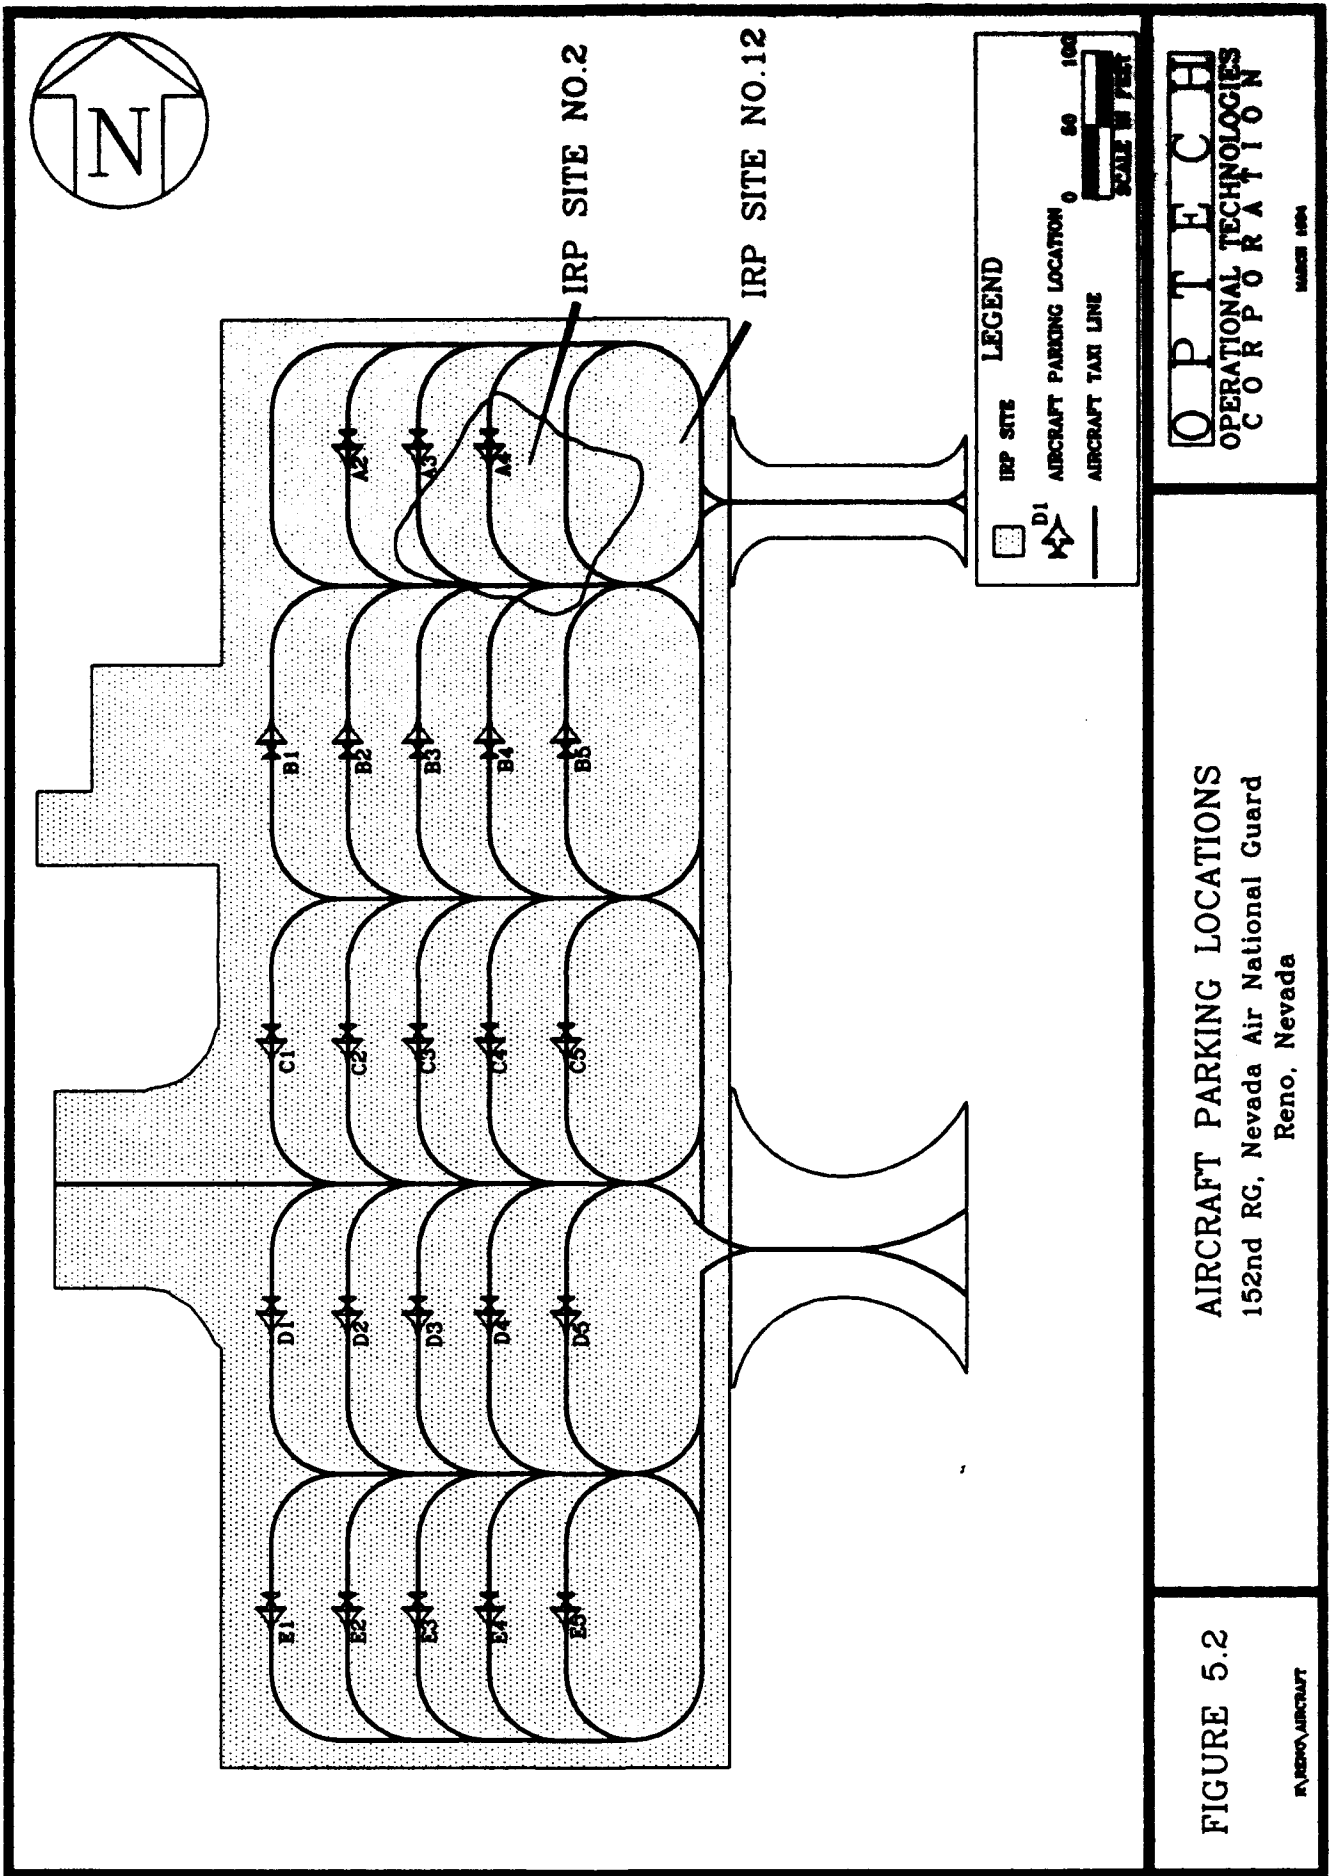 N
IRP SITE NO.2
IRP SITE NO.12
A2
A3
A4
B1
B2
B3
B4
B5
C1
C2
C3
C4
C5
D1
D2
D3
D4
D5
E1
E2
E3
E4
E5
LEGEND
IRP SITE
D1
AIRCRAFT PARKING LOCATION
AIRCRAFT TAXI LINE
0 50 100
SCALE IN FEET
FIGURE 5.2
R\RENO\AIRCRAFT
AIRCRAFT PARKING LOCATIONS
152nd RG, Nevada Air National Guard
Reno, Nevada
OPTECH
OPERATIONAL TECHNOLOGIES
CORPORATION
MARCH 1994